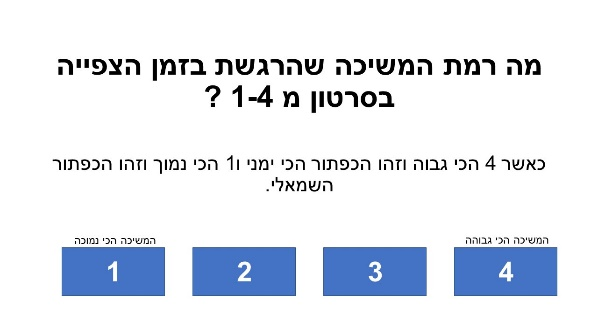 מה רמת המשיכה שהרגשת בזמן הצפייה
בסרטון מ 1-4 ?
כאשר 4 הכי גבוה וזהו הכפתור הכי ימני ו1 הכי נמוך וזהו הכפתור
השמאלי.
המשיכה הכי גבוהה
המשיכה הכי נמוכה
1 2 3 4